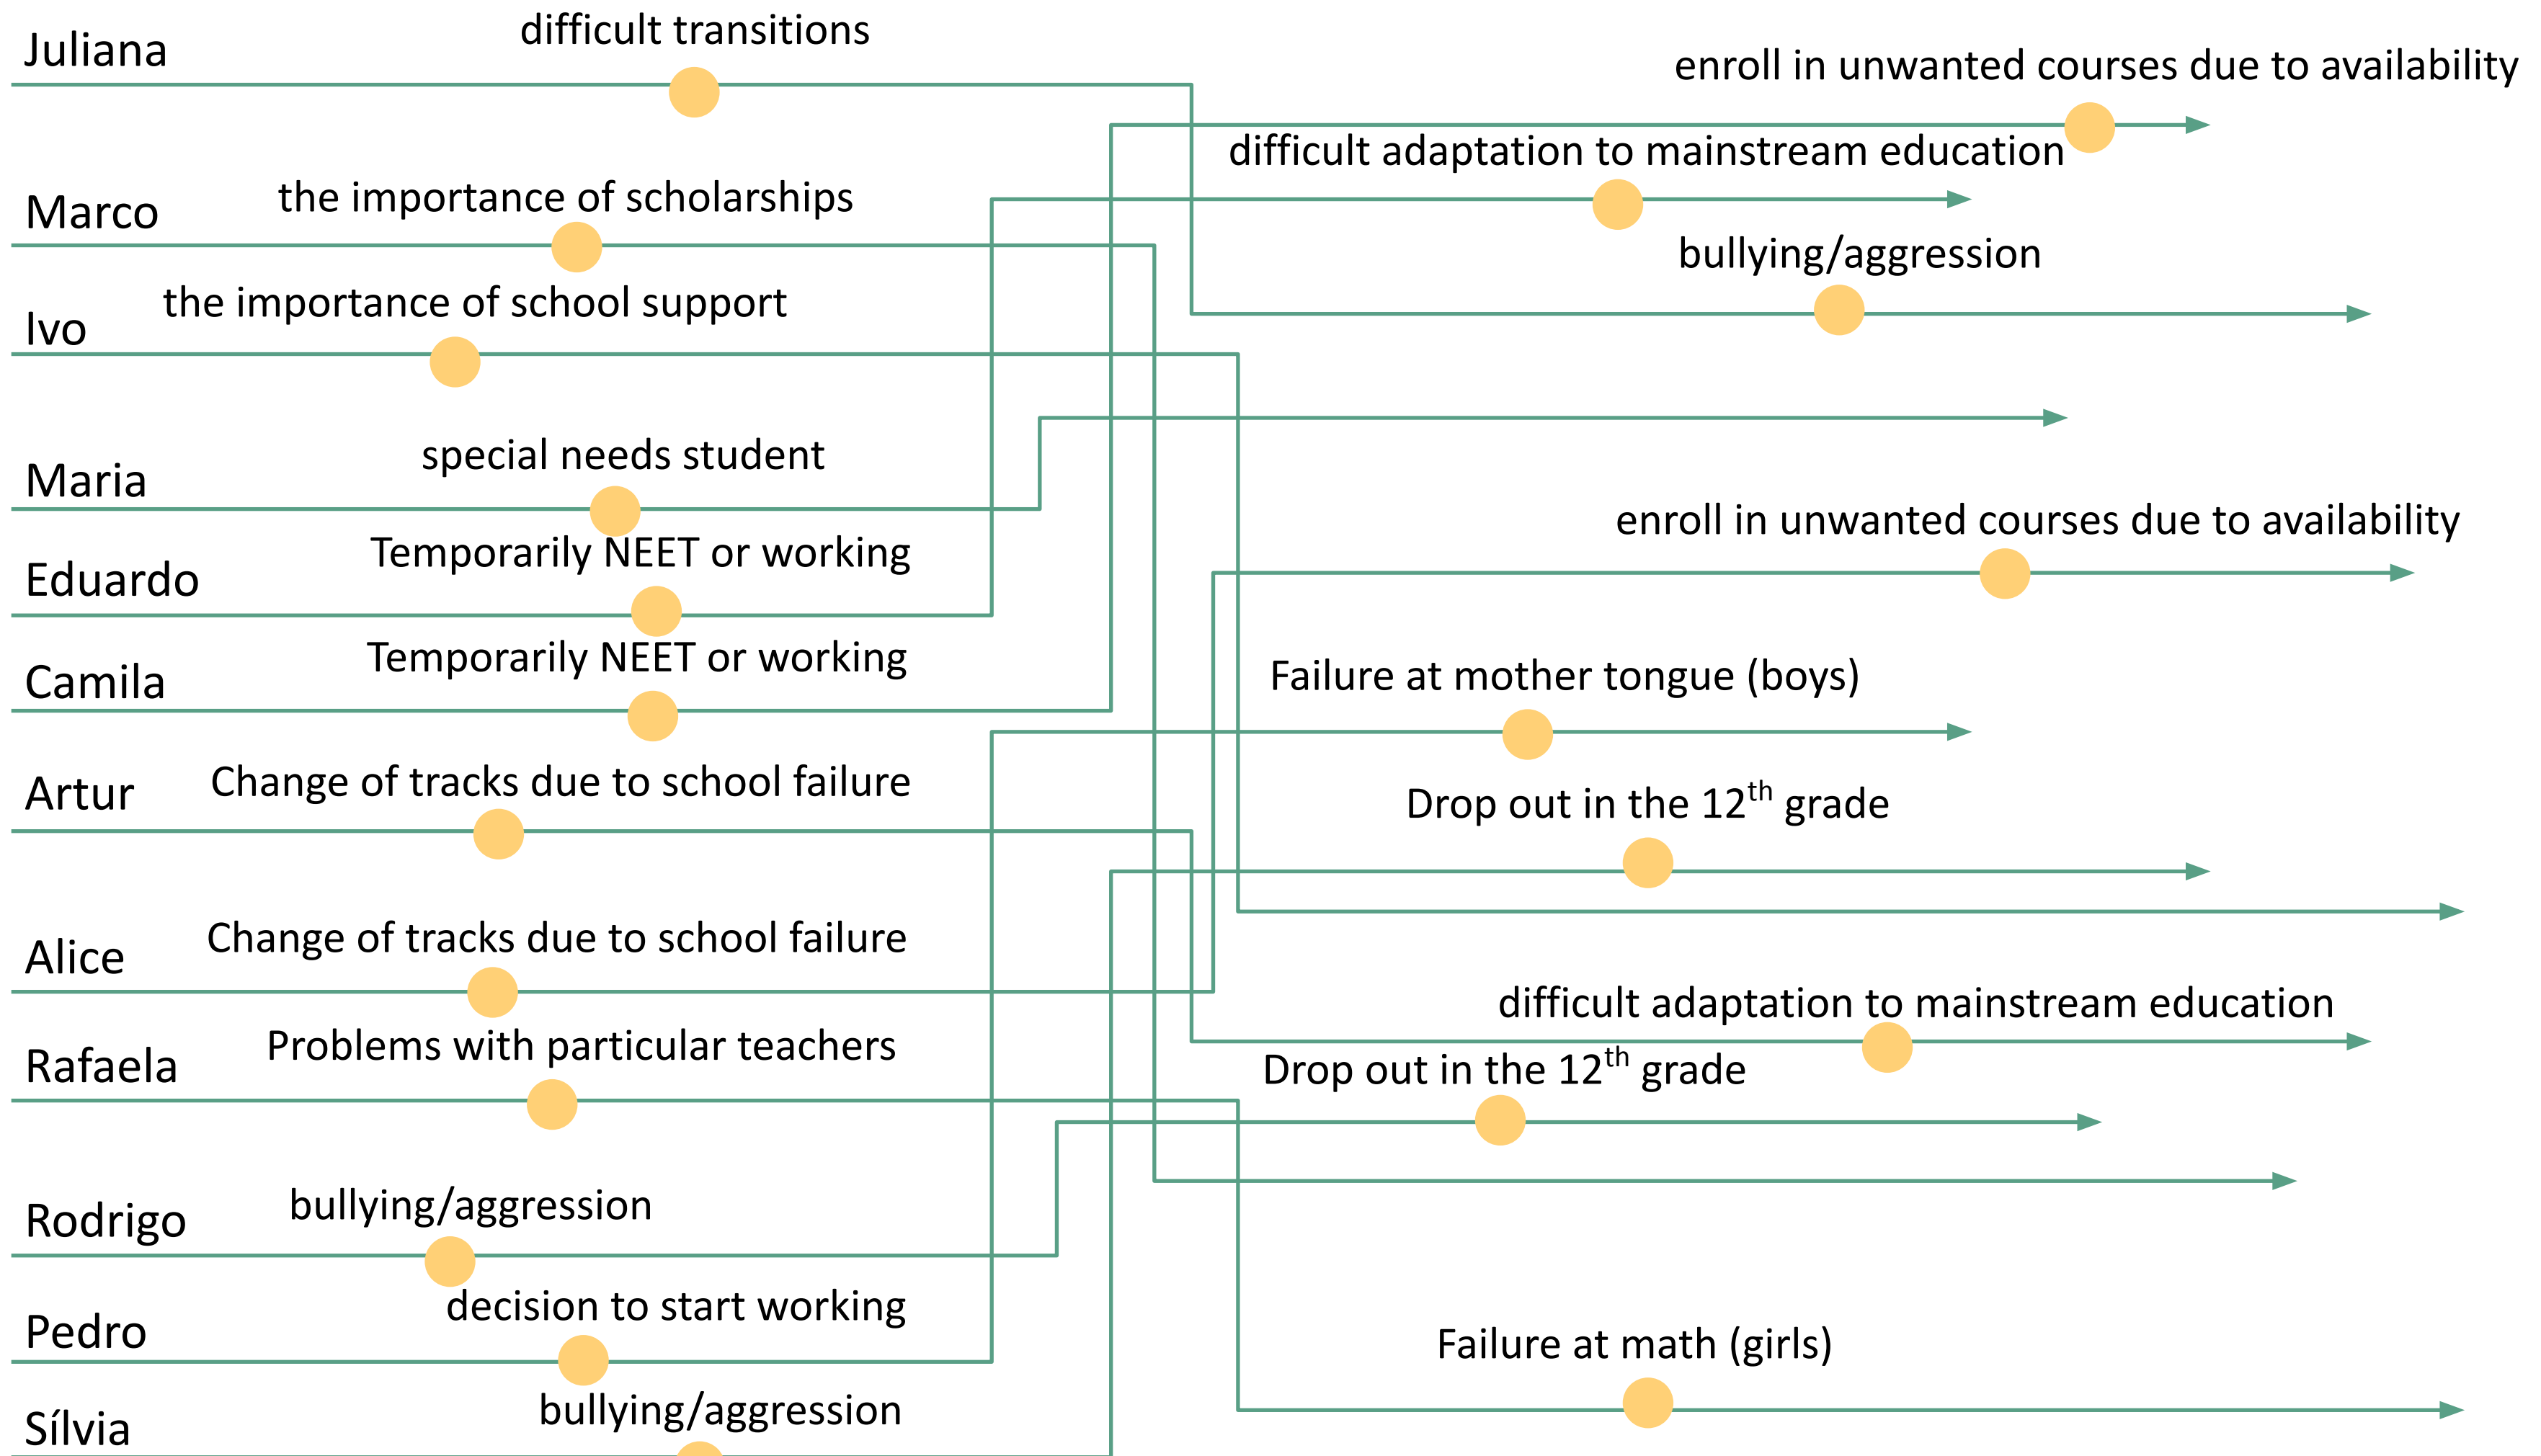 Juliana
difficult transitions
enroll in unwanted courses due to availability
difficult adaptation to mainstream education
Marco
the importance of scholarships
bullying/aggression
Ivo
the importance of school support
Maria
special needs student
enroll in unwanted courses due to availability
Eduardo
Temporarily NEET or working
Camila
Temporarily NEET or working
Failure at mother tongue (boys)
Artur
Change of tracks due to school failure
Drop out in the 12th grade
Alice
Change of tracks due to school failure
difficult adaptation to mainstream education
Rafaela
Problems with particular teachers
Drop out in the 12th grade
Rodrigo
bullying/aggression
Pedro
decision to start working
Failure at math (girls)
Sílvia
bullying/aggression